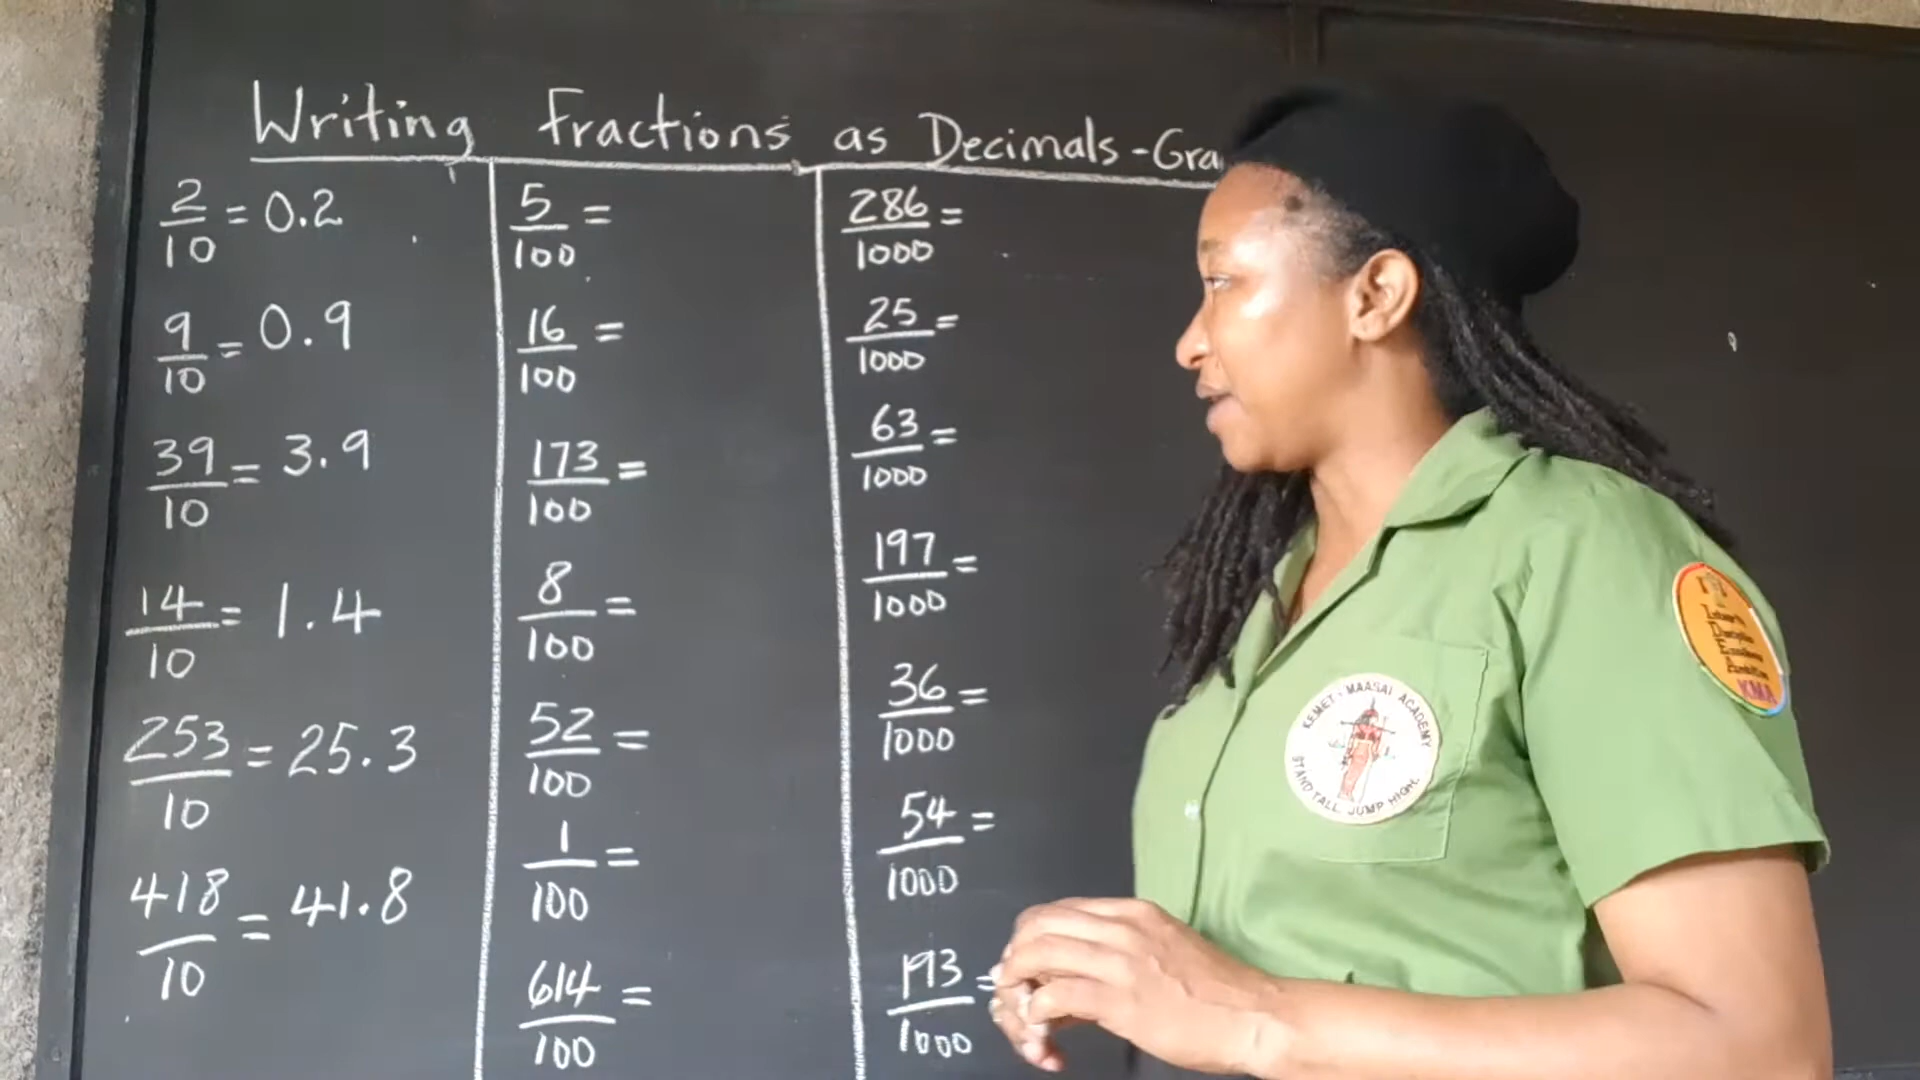 Writing Fractions as Decimals - Gra
2/10 = 0.2
9/10 = 0.9
39/10 = 3.9
14/10 = 1.4
253/10 = 25.3
418/10 = 41.8
5/100 =
16/100 =
173/100 =
8/100 =
52/100 =
1/100 =
614/100 =
286/1000 =
25/1000 =
63/1000 =
197/1000 =
36/1000 =
54/1000 =
193/1000 =
KEMET MAASAI ACADEMY
STAND TALL JUMP HIGH.
KMA